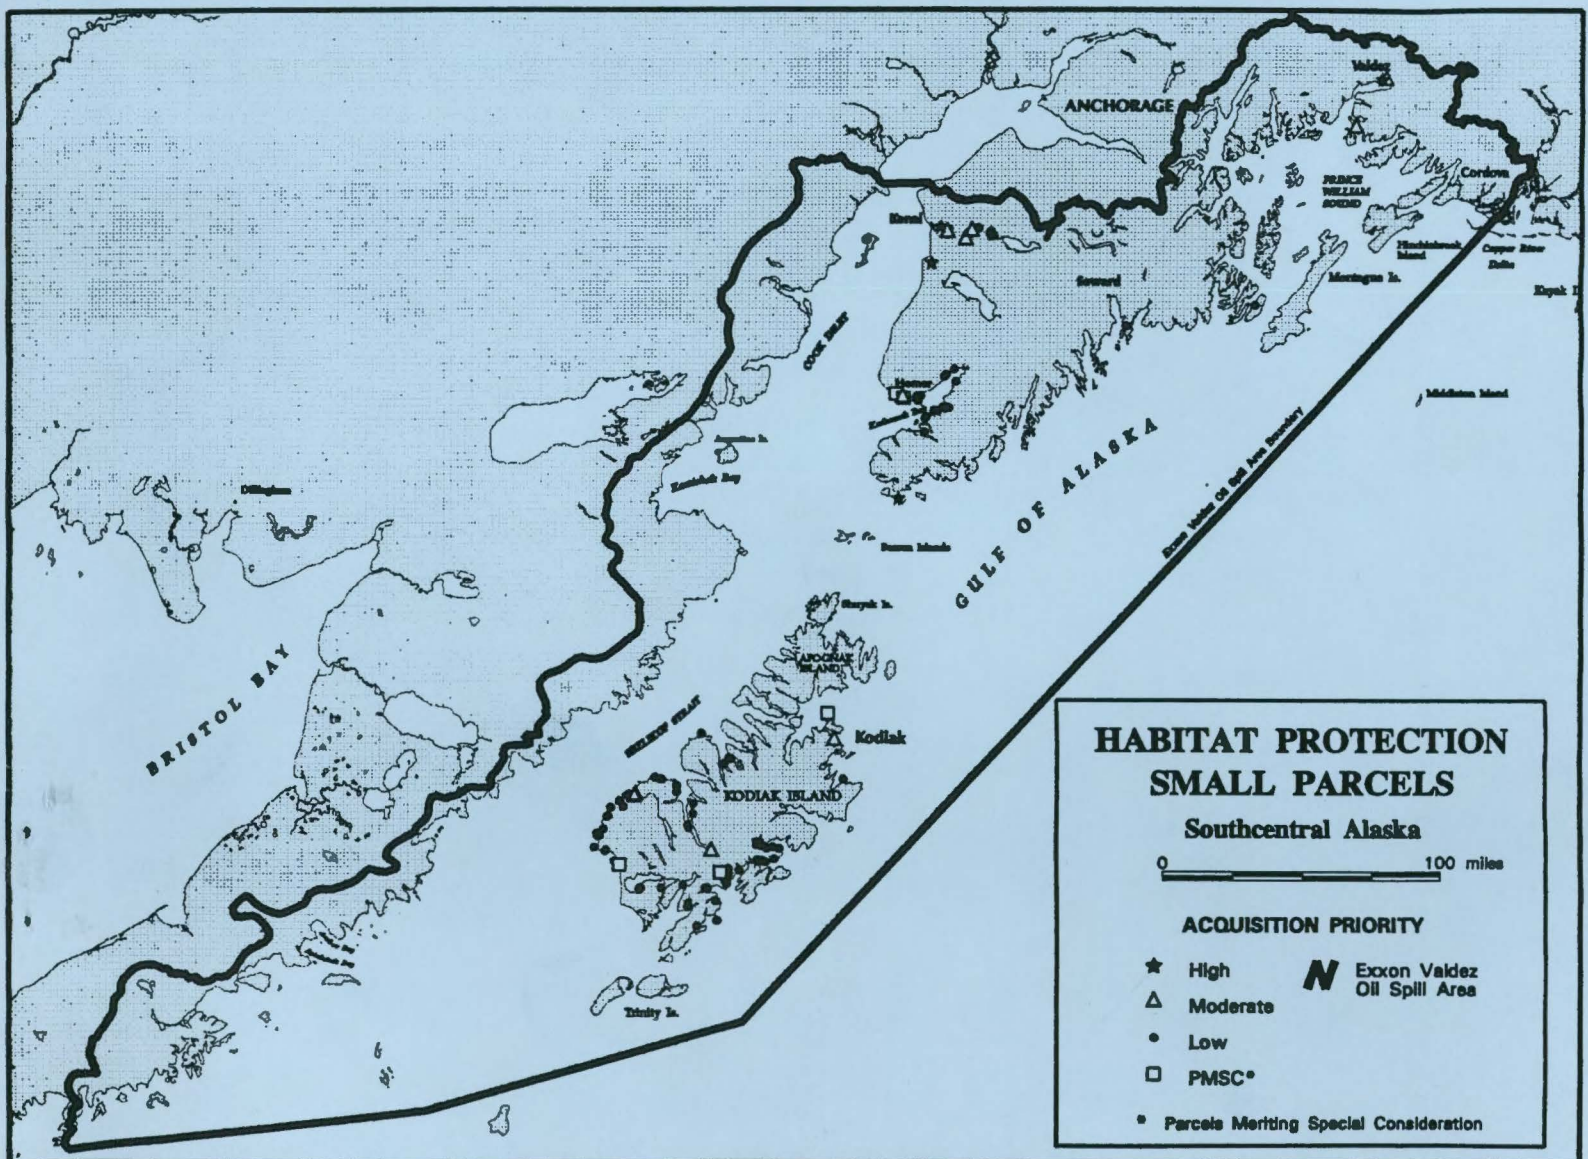 Valdez
ANCHORAGE
PRINCE
WILLIAM
SOUND
Cordova
Kenai
Hinchinbrook
Island
Copper River
Delta
Montague Is.
Seward
COOK INLET
Homer
Middleton Island
Augustine Is.
Kamishak Bay
Dillingham
GULF OF ALASKA
Exxon Valdez Oil Spill Area Boundary
Barren Islands
Shuyak Is.
AFOGNAK
ISLAND
BRISTOL BAY
SHELIKOF STRAIT
Kodiak
KODIAK ISLAND
Trinity Is.
HABITAT PROTECTION
SMALL PARCELS
Southcentral Alaska
0 100 miles
ACQUISITION PRIORITY
High
Moderate
Low
PMSC*
Exxon Valdez
Oil Spill Area
* Parcels Meriting Special Consideration